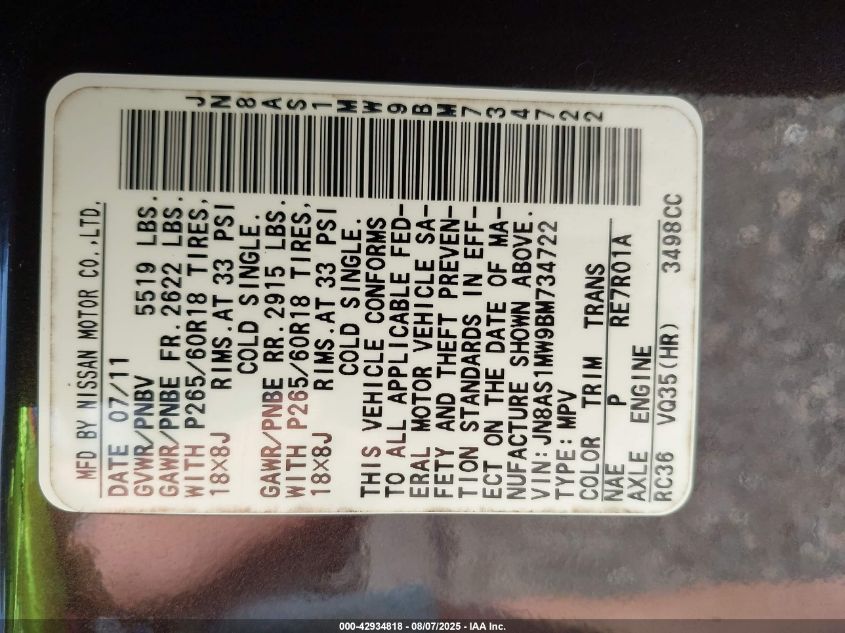 JN8AS1MW9BM734722
MFD BY NISSAN MOTOR CO.,LTD.
DATE 07/11
GVWR/PNBV 5519 LBS.
GAWR/PNBE FR. 2622 LBS.
WITH P265/60R18 TIRES,
18X8J RIMS.AT 33 PSI
COLD SINGLE.
GAWR/PNBE RR. 2915 LBS.
WITH P265/60R18 TIRES,
18X8J RIMS.AT 33 PSI
COLD SINGLE.
THIS VEHICLE CONFORMS
TO ALL APPLICABLE FED-
ERAL MOTOR VEHICLE SA-
FETY AND THEFT PREVEN-
TION STANDARDS IN EFF-
ECT ON THE DATE OF MA-
NUFACTURE SHOWN ABOVE.
VIN: JN8AS1MW9BM734722
TYPE: MPV
COLOR TRIM TRANS
NAE P RE7R01A
AXLE ENGINE
RC36 VQ35(HR) 3498CC
000-42934818 - 08/07/2025 - IAA Inc.